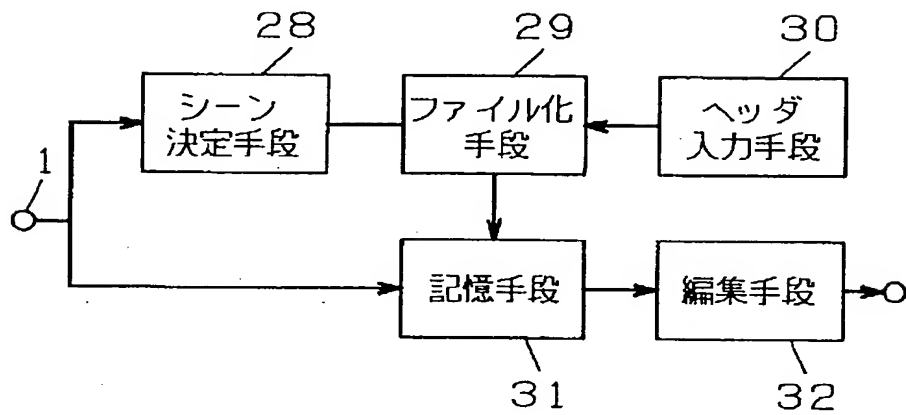 28
29
30
シーン
決定手段
ファイル化
手段
ヘッダ
入力手段
1
記憶手段
編集手段
31
32